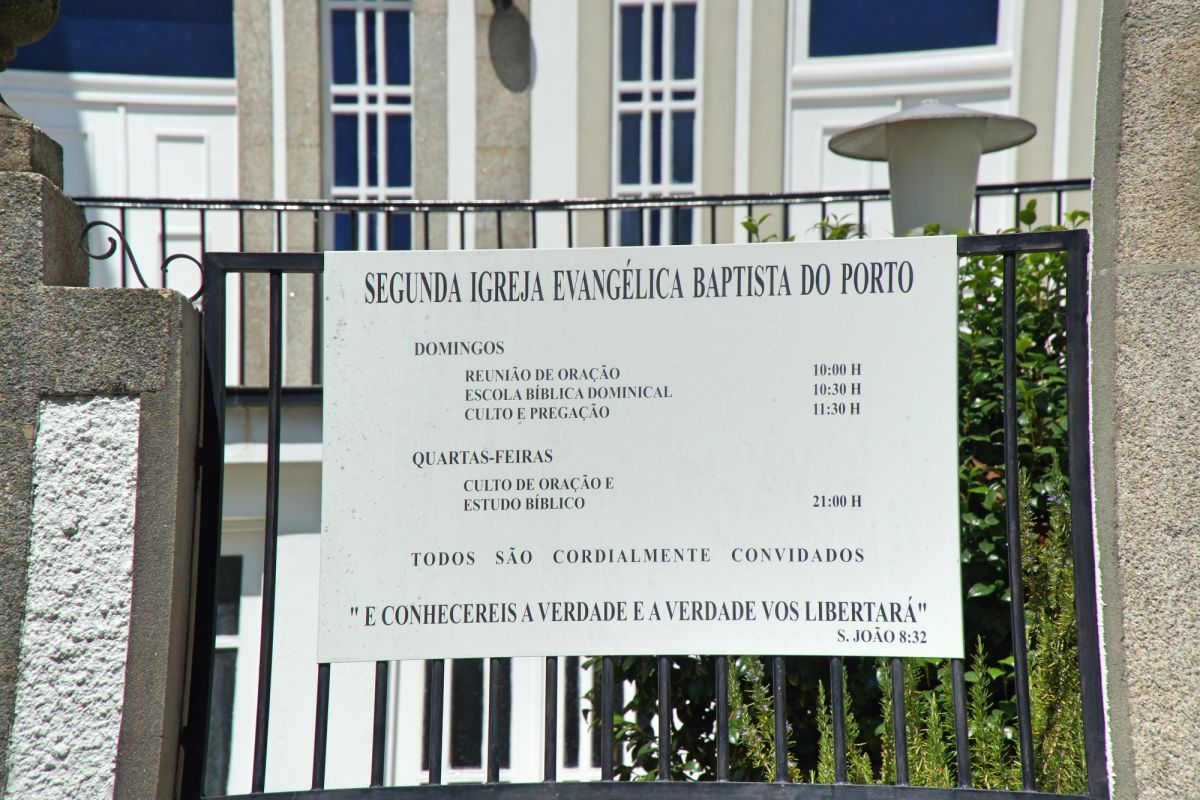 SEGUNDA IGREJA EVANGÉLICA BAPTISTA DO PORTO
DOMINGOS
REUNIÃO DE ORAÇÃO 10:00 H
ESCOLA BÍBLICA DOMINICAL 10:30 H
CULTO E PREGAÇÃO 11:30 H
QUARTAS-FEIRAS
CULTO DE ORAÇÃO E
ESTUDO BÍBLICO 21:00 H
TODOS SÃO CORDIALMENTE CONVIDADOS
" E CONHECEREIS A VERDADE E A VERDADE VOS LIBERTARÁ"
S. JOÃO 8:32